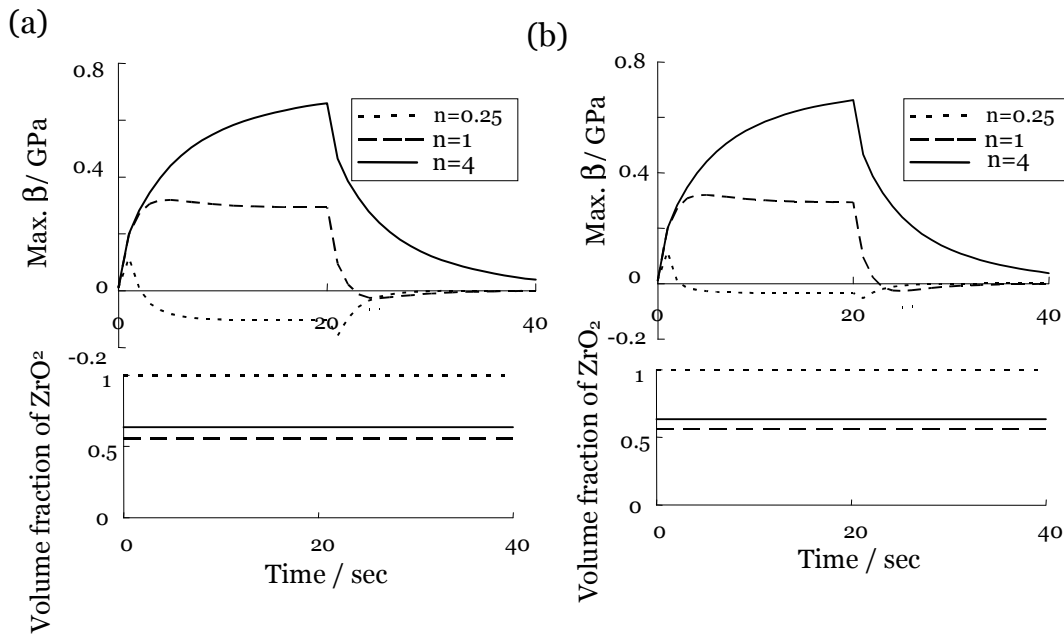 (a)
Max. β/ GPa
0.8
0.4
0
-0.2
0
20
40
n=0.25
n=1
n=4
Volume fraction of ZrO²
1
0.5
0
0
20
40
Time / sec
(b)
Max. β/ GPa
0.8
0.4
0
-0.2
0
20
40
n=0.25
n=1
n=4
Volume fraction of ZrO₂
1
0.5
0
0
20
40
Time / sec